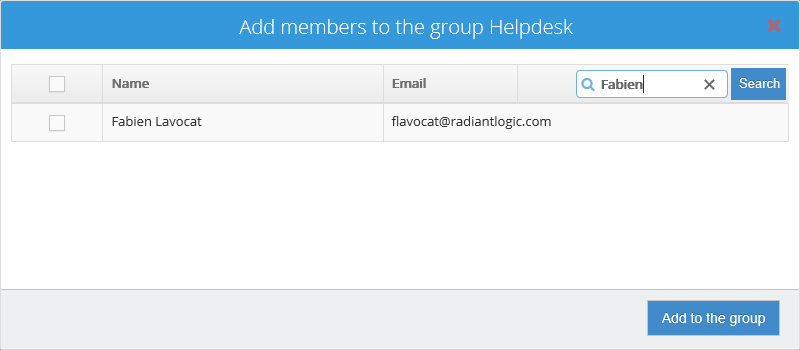 Add members to the group Helpdesk
Name Email Fabien Search
Fabien Lavocat flavocat@radiantlogic.com
Add to the group